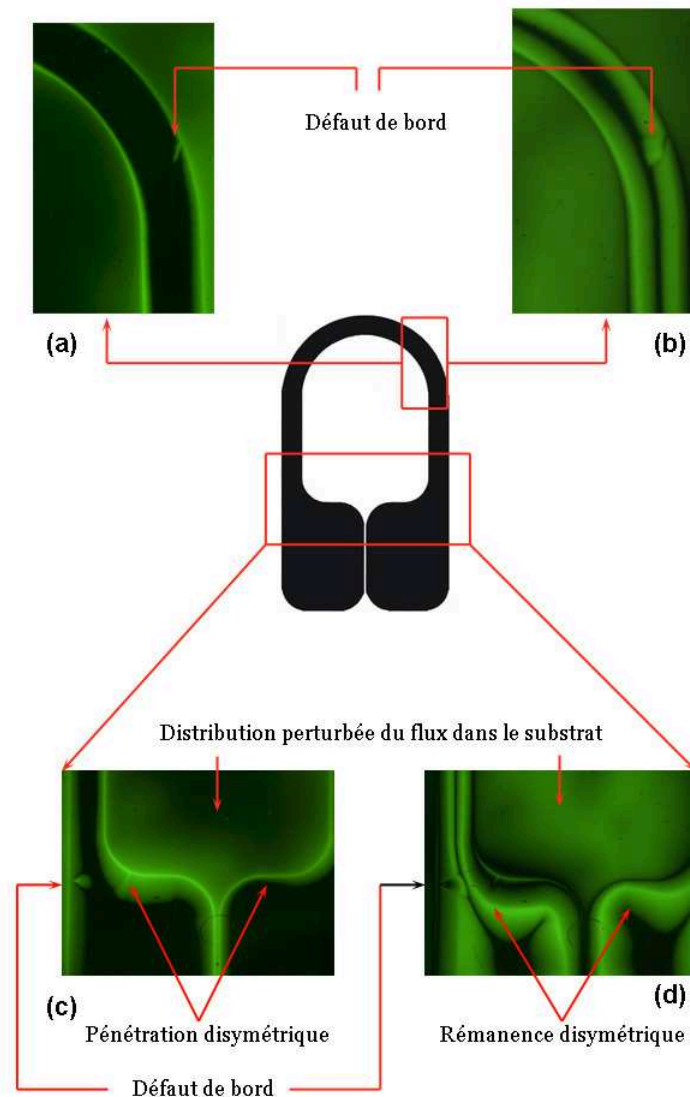 Défaut de bord
(a)
(b)
Distribution perturbée du flux dans le substrat
(c)
(d)
Pénétration disymétrique
Rémanence disymétrique
Défaut de bord